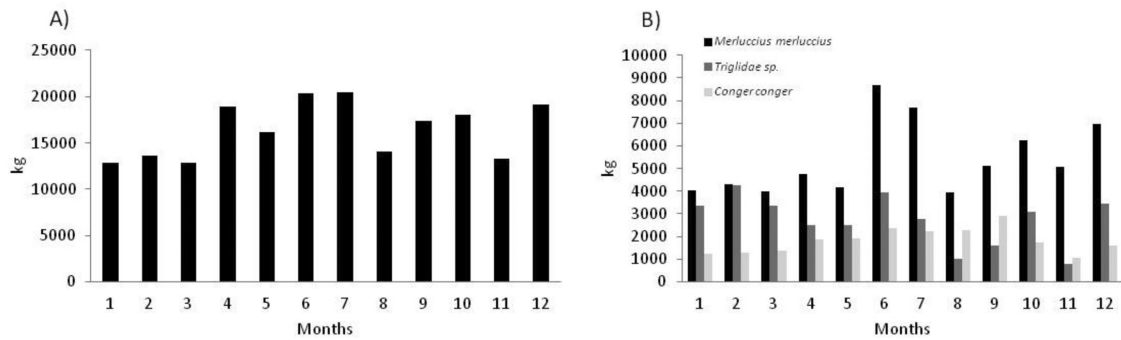 A)
25000
20000
15000
10000
5000
0
kg
1 2 3 4 5 6 7 8 9 10 11 12
Months
B)
Merluccius merluccius
Triglidae sp.
Conger conger
10000
9000
8000
7000
6000
5000
4000
3000
2000
1000
0
kg
1 2 3 4 5 6 7 8 9 10 11 12
Months